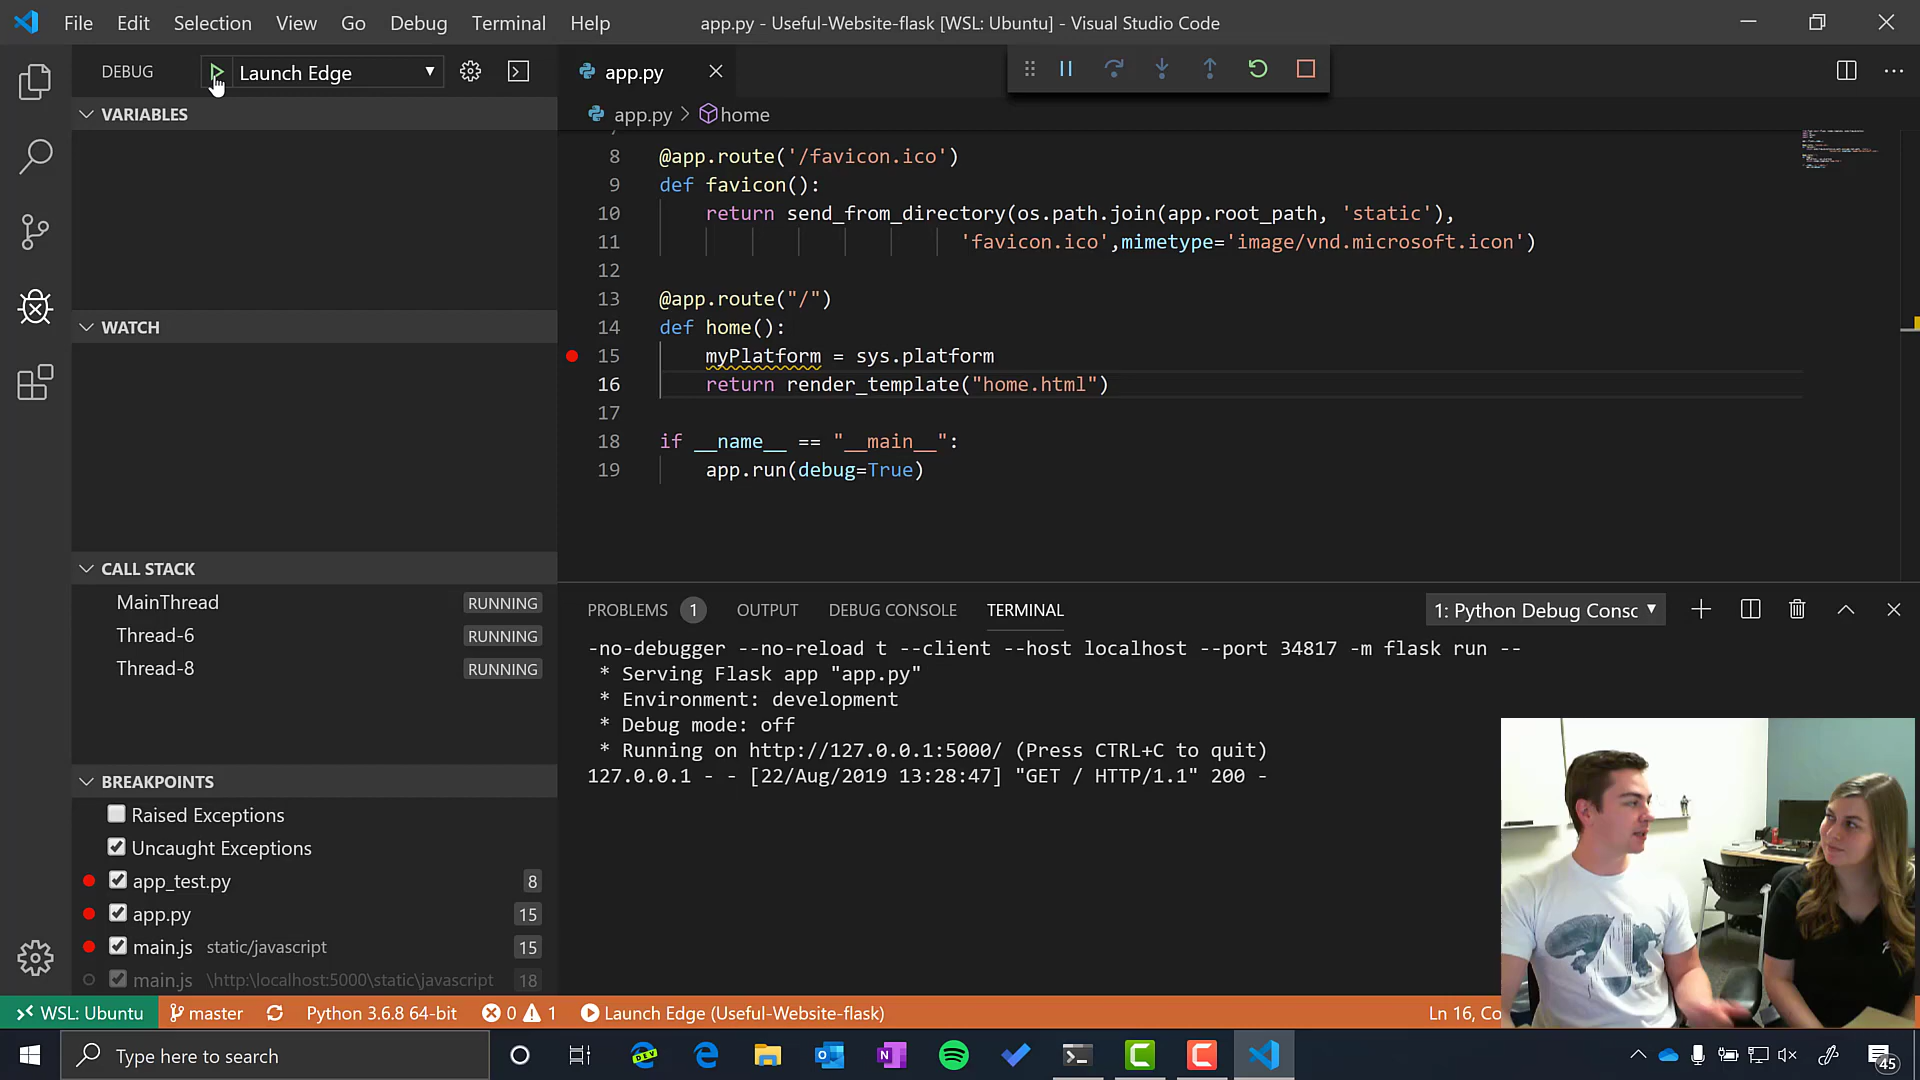 File Edit Selection View Go Debug Terminal Help
app.py - Useful-Website-flask [WSL: Ubuntu] - Visual Studio Code
DEBUG Launch Edge
app.py
app.py > home
VARIABLES
WATCH
CALL STACK
MainThread RUNNING
Thread-6 RUNNING
Thread-8 RUNNING
BREAKPOINTS
Raised Exceptions
Uncaught Exceptions
app_test.py 8
app.py 15
main.js static/javascript 15
main.js \http:\localhost:5000\static\javascript 18
8 @app.route('/favicon.ico')
9 def favicon():
10 return send_from_directory(os.path.join(app.root_path, 'static'),
11 'favicon.ico',mimetype='image/vnd.microsoft.icon')
12
13 @app.route("/")
14 def home():
15 myPlatform = sys.platform
16 return render_template("home.html")
17
18 if __name__ == "__main__":
19 app.run(debug=True)
PROBLEMS 1 OUTPUT DEBUG CONSOLE TERMINAL 1: Python Debug Consc
-no-debugger --no-reload t --client --host localhost --port 34817 -m flask run --
* Serving Flask app "app.py"
* Environment: development
* Debug mode: off
* Running on http://127.0.0.1:5000/ (Press CTRL+C to quit)
127.0.0.1 - - [22/Aug/2019 13:28:47] "GET / HTTP/1.1" 200 -
WSL: Ubuntu master Python 3.6.8 64-bit 0 1 Launch Edge (Useful-Website-flask) Ln 16, Co
Type here to search
DEV
45